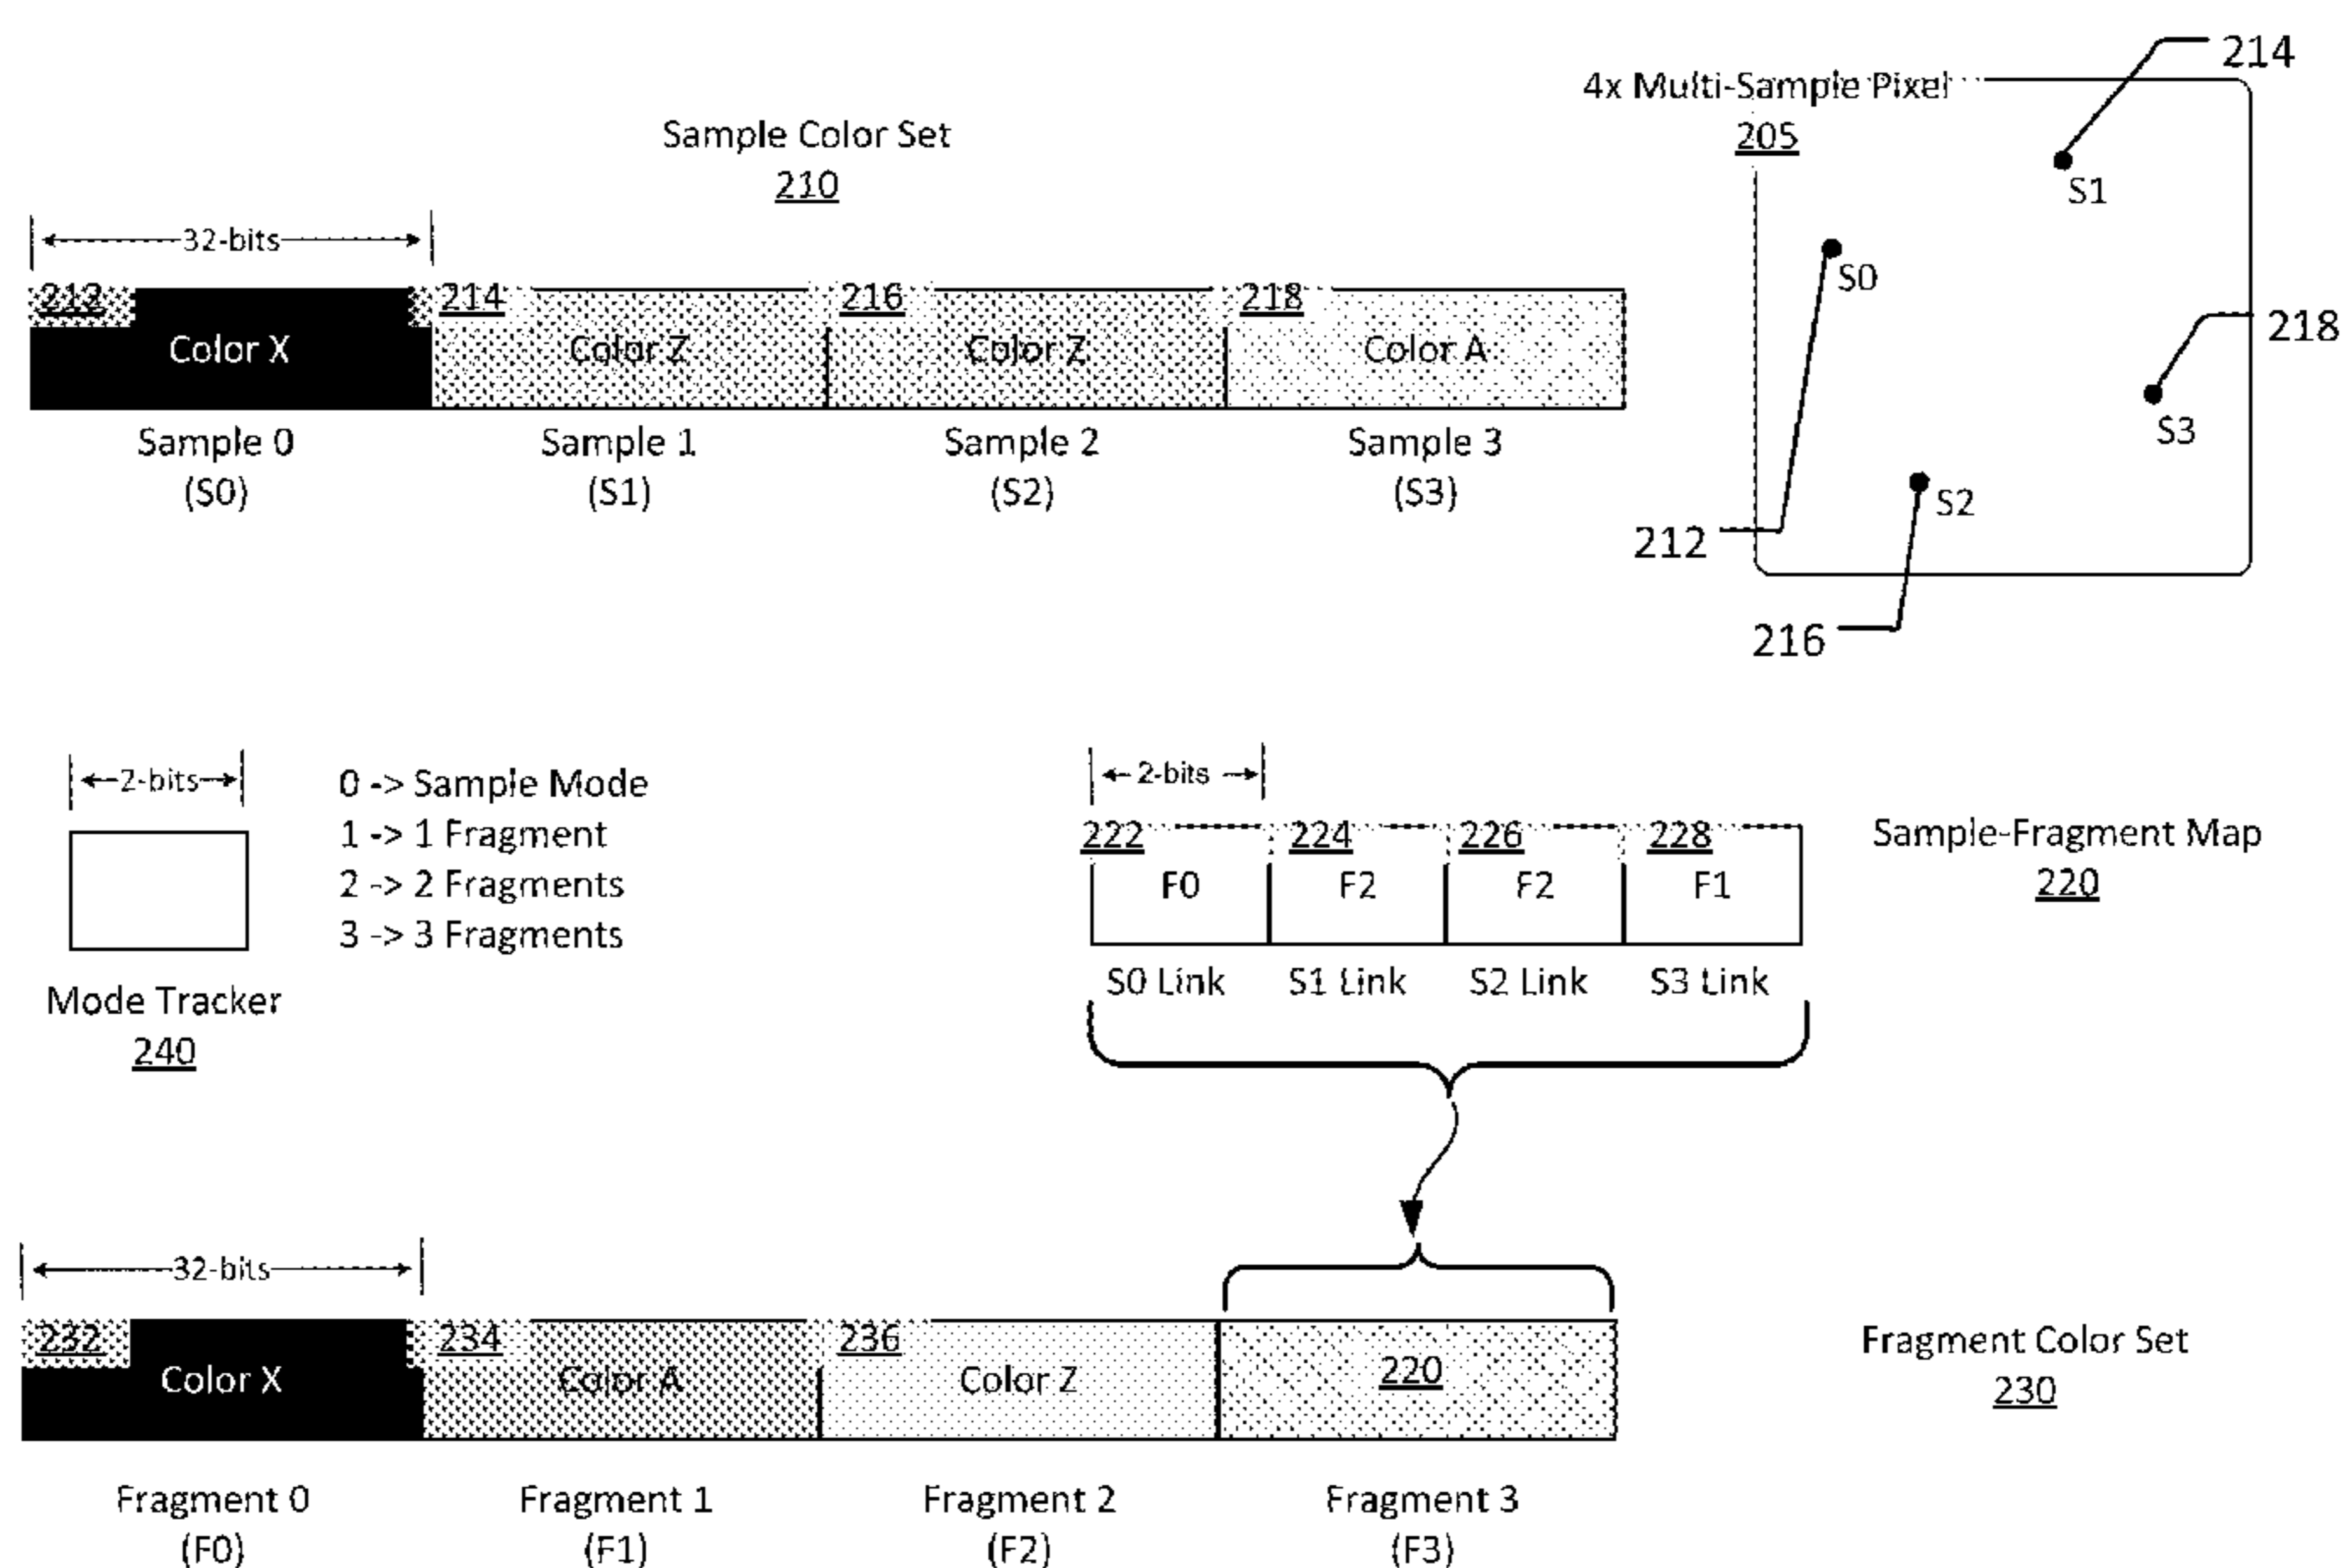 Sample Color Set
210
32-bits
212
214
216
218
Color X
Color Z
Color Z
Color A
Sample 0
(S0)
Sample 1
(S1)
Sample 2
(S2)
Sample 3
(S3)
4x Multi-Sample Pixel
205
214
S1
S0
218
S3
S2
212
216
2-bits
0 -> Sample Mode
1 -> 1 Fragment
2 -> 2 Fragments
3 -> 3 Fragments
Mode Tracker
240
2-bits
222
224
226
228
F0
F2
F2
F1
S0 Link
S1 Link
S2 Link
S3 Link
Sample-Fragment Map
220
32-bits
232
234
236
Color X
Color A
Color Z
220
Fragment Color Set
230
Fragment 0
(F0)
Fragment 1
(F1)
Fragment 2
(F2)
Fragment 3
(F3)